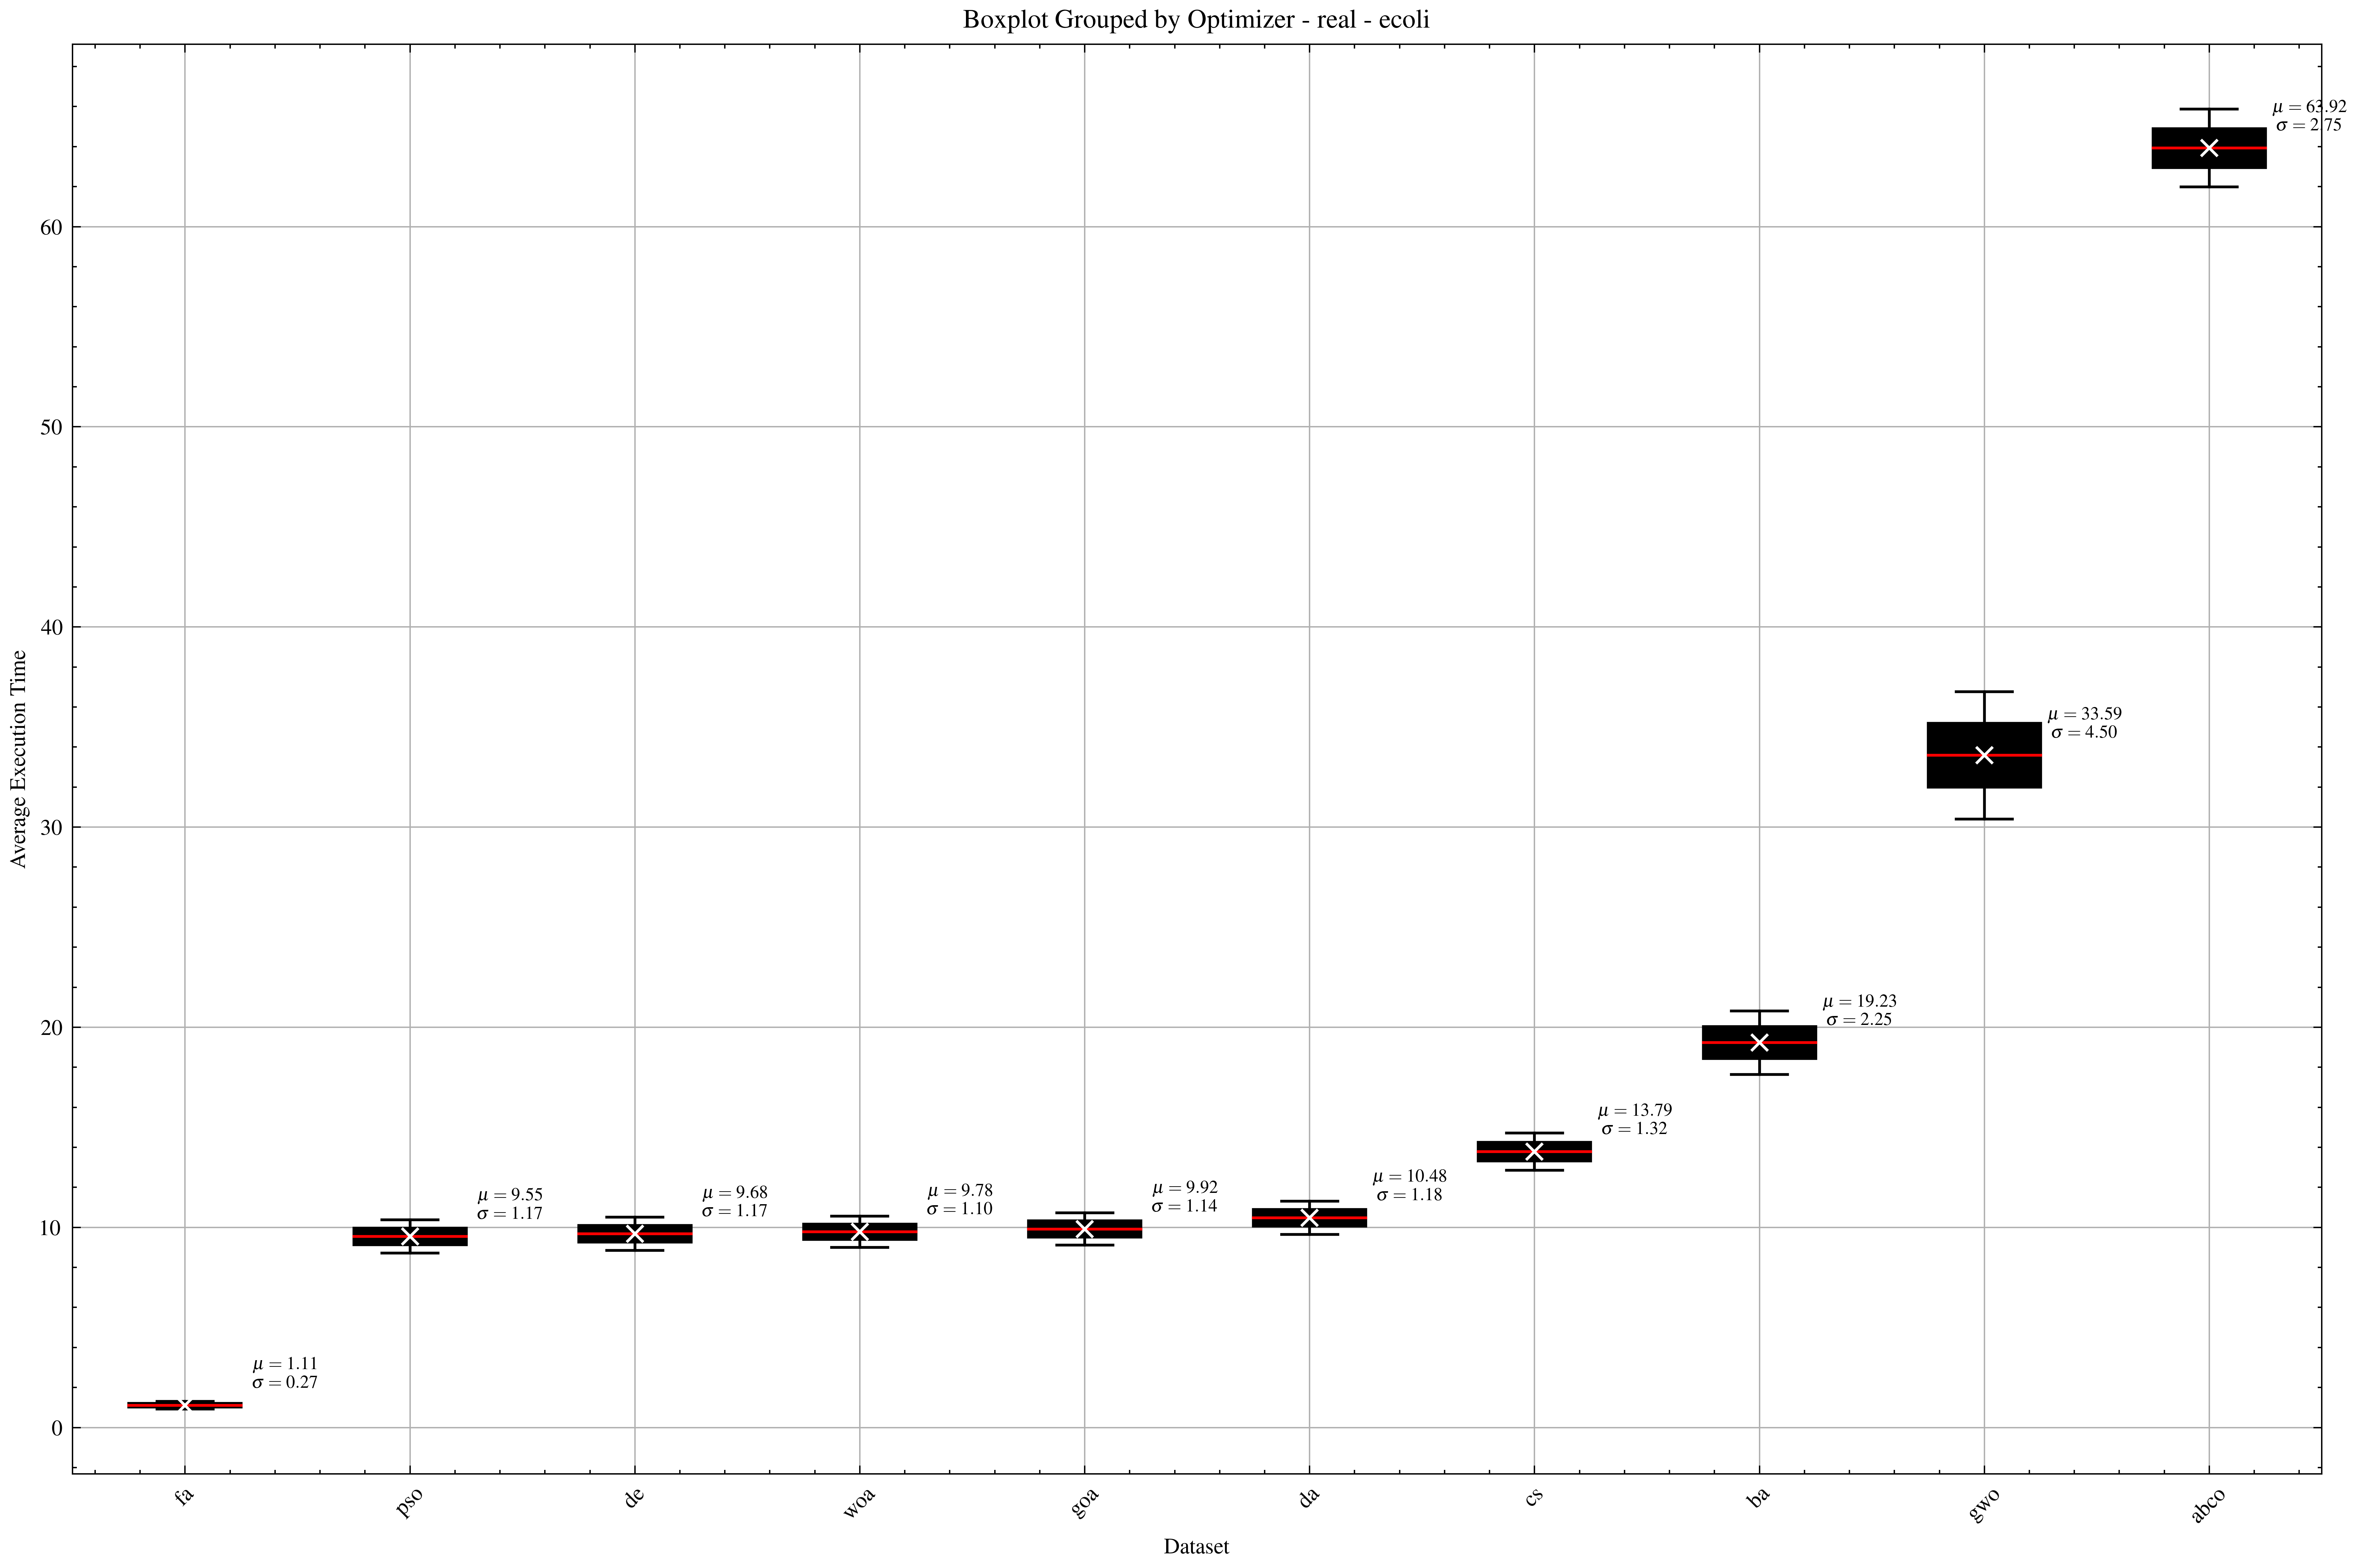 Boxplot Grouped by Optimizer - real - ecoli
Average Execution Time
60
50
40
30
20
10
0
μ = 1.11
σ = 0.27
μ = 9.55
σ = 1.17
μ = 9.68
σ = 1.17
μ = 9.78
σ = 1.10
μ = 9.92
σ = 1.14
μ = 10.48
σ = 1.18
μ = 13.79
σ = 1.32
μ = 19.23
σ = 2.25
μ = 33.59
σ = 4.50
μ = 63.92
σ = 2.75
fa
pso
de
woa
goa
da
cs
ba
gwo
abco
Dataset